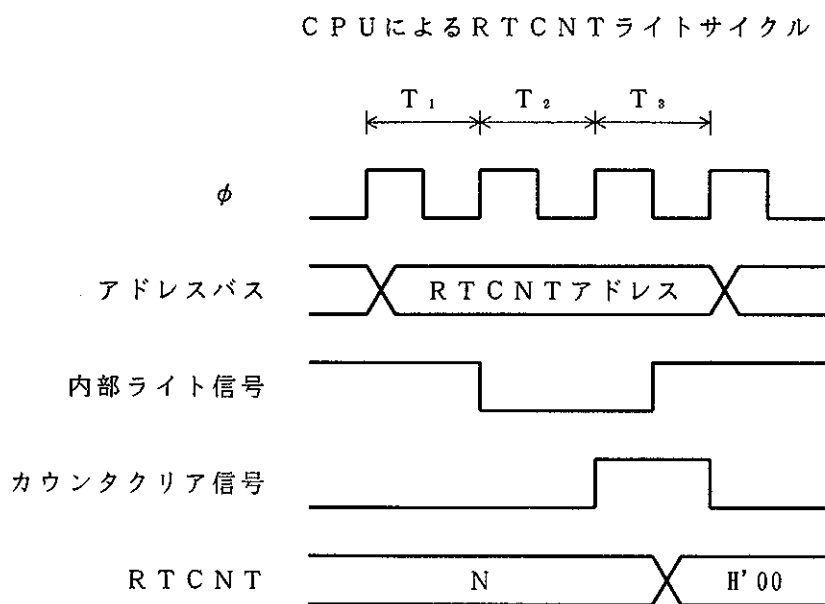 CPUによるRTCNTライトサイクル
T₁ T₂ T₃
φ
アドレスバス RTCNTアドレス
内部ライト信号
カウンタクリア信号
RTCNT N H'00